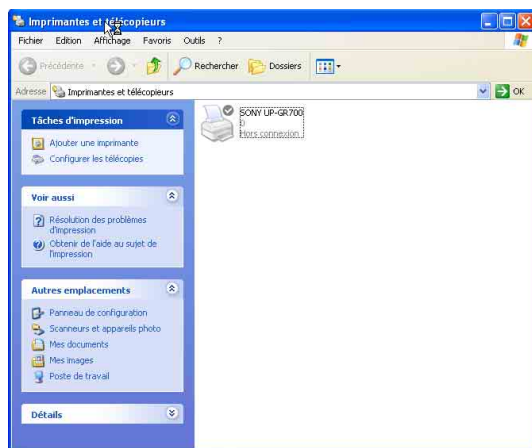 Imprimantes et télécopieurs
Fichier Edition Affichage Favoris Outils ?
Précédente Rechercher Dossiers
Adresse Imprimantes et télécopieurs OK
Tâches d'impression
Ajouter une imprimante
Configurer les télécopies
Voir aussi
Résolution des problèmes
d'impression
Obtenir de l'aide au sujet de
l'impression
Autres emplacements
Panneau de configuration
Scanneurs et appareils photo
Mes documents
Mes images
Poste de travail
Détails
SONY UP-GR700
0
Hors connexion